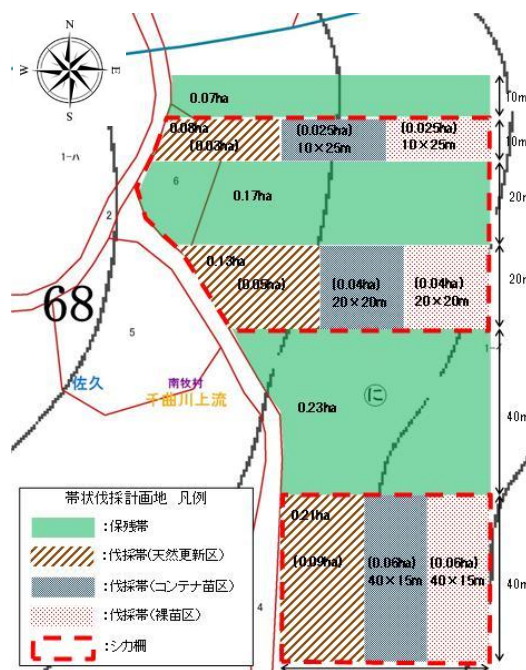 N
W
E
S
0.07ha
10m
0.08ha
(0.03ha)
(0.025ha)
10×25m
(0.025ha)
10×25m
10m
1-ハ
6
0.17ha
20m
2
0.13ha
(0.05ha)
(0.04ha)
20×20m
(0.04ha)
20×20m
20m
68
5
佐久
南牧村
千曲川上流
0.23ha
に
40m
帯状伐採計画地 凡例
:保残帯
:伐採帯(天然更新区)
:伐採帯(コンテナ苗区)
:伐採帯(裸苗区)
:シカ柵
0.21ha
(0.09ha)
(0.06ha)
40×15m
(0.06ha)
40×15m
40m
4